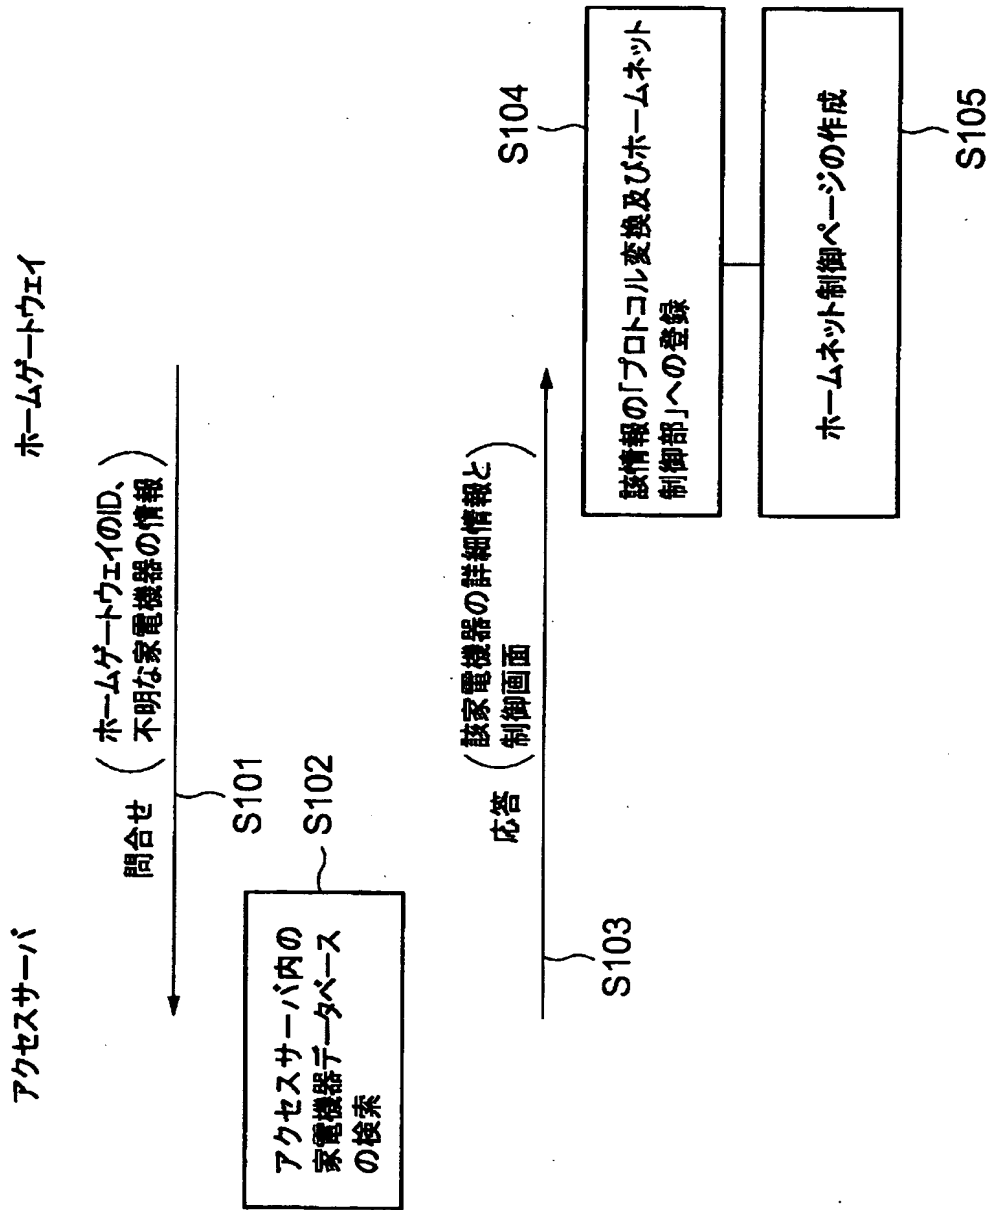 アクセスサーバ
ホームゲートウェイ
問合せ
ホームゲートウェイのID、
不明な家電機器の情報
S101
S102
アクセスサーバ内の
家電機器データベース
の検索
応答
該家電機器の詳細情報と
制御画面
S103
S104
該情報の「プロトコル変換及びホームネット
制御部」への登録
ホームネット制御ページの作成
S105